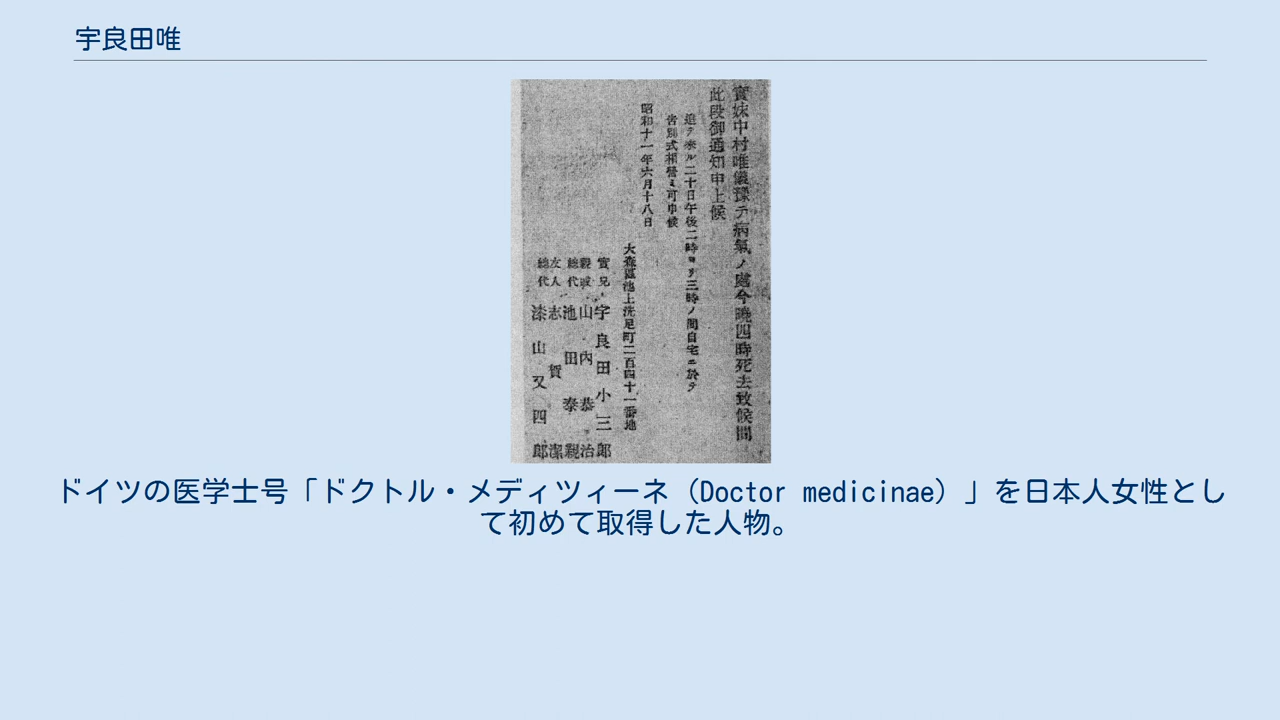 宇良田唯
實妹中村唯儀豫テ病氣ノ處今曉四時死去致候間
此段御通知申上候
追テ來ル二十日午後二時ヨリ三時ノ間自宅ニ於テ
告別式相營ミ可申候
昭和十一年六月十八日
大森區池上洗足町二百四十一番地
實兄 宇良田小三郎
親戚 山內恭治
總代 池田泰親
友人 志賀潔
總代 漆山又四郎
ドイツの医学士号「ドクトル・メディツィーネ（Doctor medicinae）」を日本人女性とし
て初めて取得した人物。